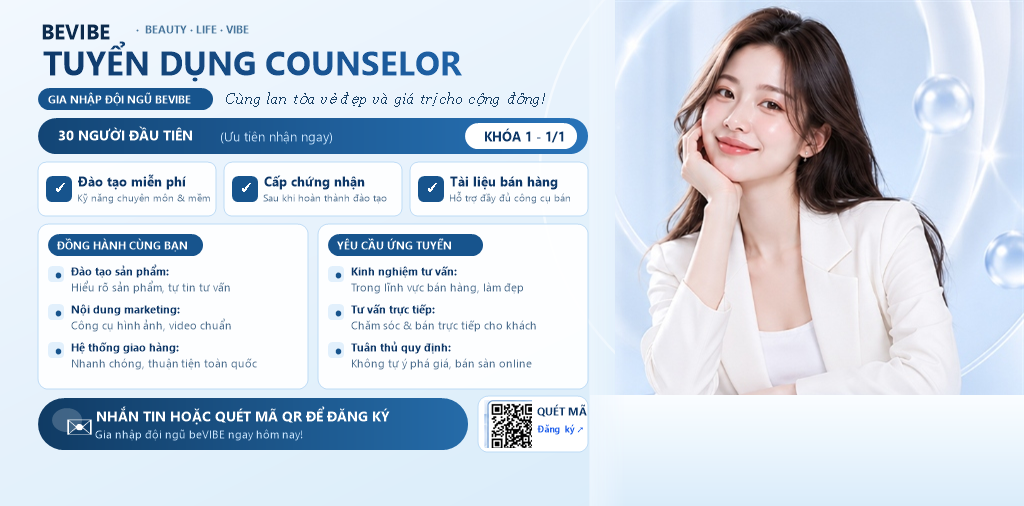 BEVIBE
· BEAUTY · LIFE · VIBE
TUYỂN DỤNG COUNSELOR
GIA NHẬP ĐỘI NGŨ BEVIBE
Cùng lan tỏa vẻ đẹp và giá trị cho cộng đồng!
30 NGƯỜI ĐẦU TIÊN
(Ưu tiên nhận ngay)
KHÓA 1 - 1/1
Đào tạo miễn phí
Kỹ năng chuyên môn & mềm
Cấp chứng nhận
Sau khi hoàn thành đào tạo
Tài liệu bán hàng
Hỗ trợ đầy đủ công cụ bán
ĐỒNG HÀNH CÙNG BẠN
Đào tạo sản phẩm:
Hiểu rõ sản phẩm, tự tin tư vấn
Nội dung marketing:
Công cụ hình ảnh, video chuẩn
Hệ thống giao hàng:
Nhanh chóng, thuận tiện toàn quốc
YÊU CẦU ỨNG TUYỂN
Kinh nghiệm tư vấn:
Trong lĩnh vực bán hàng, làm đẹp
Tư vấn trực tiếp:
Chăm sóc & bán trực tiếp cho khách
Tuân thủ quy định:
Không tự ý phá giá, bán sàn online
NHẮN TIN HOẶC QUÉT MÃ QR ĐỂ ĐĂNG KÝ
Gia nhập đội ngũ beVIBE ngay hôm nay!
QUÉT MÃ
Đăng ký ↗